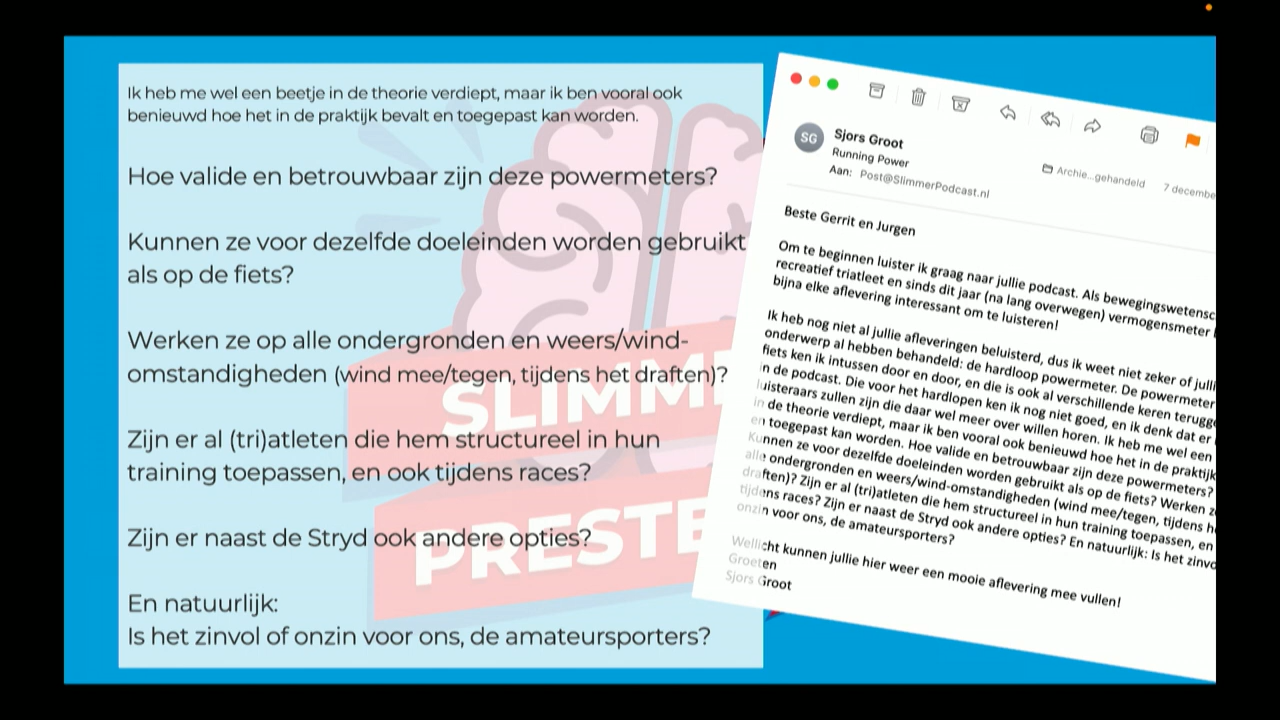 Ik heb me wel een beetje in de theorie verdiept, maar ik ben vooral ook
benieuwd hoe het in de praktijk bevalt en toegepast kan worden.
Hoe valide en betrouwbaar zijn deze powermeters?
Kunnen ze voor dezelfde doeleinden worden gebruikt
als op de fiets?
Werken ze op alle ondergronden en weers/wind-
omstandigheden (wind mee/tegen, tijdens het draften)?
Zijn er al (tri)atleten die hem structureel in hun
training toepassen, en ook tijdens races?
Zijn er naast de Stryd ook andere opties?
En natuurlijk:
Is het zinvol of onzin voor ons, de amateursporters?
SLIMM
PRESTE
SG
Sjors Groot
Running Power
Aan: Post@SlimmerPodcast.nl
Archie...gehandeld 7 decembe
Beste Gerrit en Jurgen
Om te beginnen luister ik graag naar jullie podcast. Als bewegingswetensc
recreatief triatleet en sinds dit jaar (na lang overwegen) vermogensmeter
bijna elke aflevering interessant om te luisteren!
Ik heb nog niet al jullie afleveringen beluisterd, dus ik weet niet zeker of julli
onderwerp al hebben behandeld: de hardloop powermeter. De powermeter
fiets ken ik intussen door en door, en die is ook al verschillende keren terugge
in de podcast. Die voor het hardlopen ken ik nog niet goed, en ik denk dat er
luisteraars zullen zijn die daar wel meer over willen horen. Ik heb me wel een
in de theorie verdiept, maar ik ben vooral ook benieuwd hoe het in de praktijk
en toegepast kan worden. Hoe valide en betrouwbaar zijn deze powermeters?
Kunnen ze voor dezelfde doeleinden worden gebruikt als op de fiets? Werken ze
alle ondergronden en weers/wind-omstandigheden (wind mee/tegen, tijdens h
draften)? Zijn er al (tri)atleten die hem structureel in hun training toepassen, en
tijdens races? Zijn er naast de Stryd ook andere opties? En natuurlijk: Is het zinvo
onzin voor ons, de amateursporters?
Wellicht kunnen jullie hier weer een mooie aflevering mee vullen!
Groeten
Sjors Groot